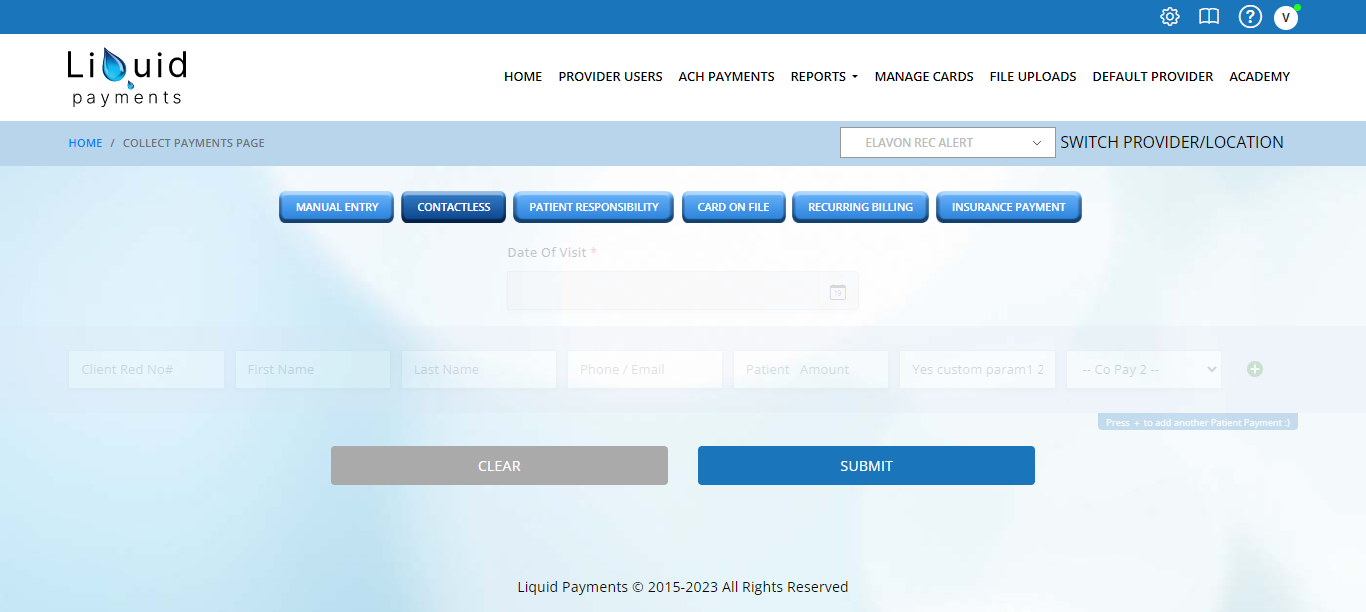 V
Liquid
payments
HOME PROVIDER USERS ACH PAYMENTS REPORTS MANAGE CARDS FILE UPLOADS DEFAULT PROVIDER ACADEMY
HOME / COLLECT PAYMENTS PAGE
ELAVON REC ALERT
SWITCH PROVIDER/LOCATION
MANUAL ENTRY
CONTACTLESS
PATIENT RESPONSIBILITY
CARD ON FILE
RECURRING BILLING
INSURANCE PAYMENT
Date Of Visit *
Client Red No#
First Name
Last Name
Phone / Email
Patient Amount
Yes custom param1 2
-- Co Pay 2 --
Press + to add another Patient Payment :)
CLEAR
SUBMIT
Liquid Payments © 2015-2023 All Rights Reserved